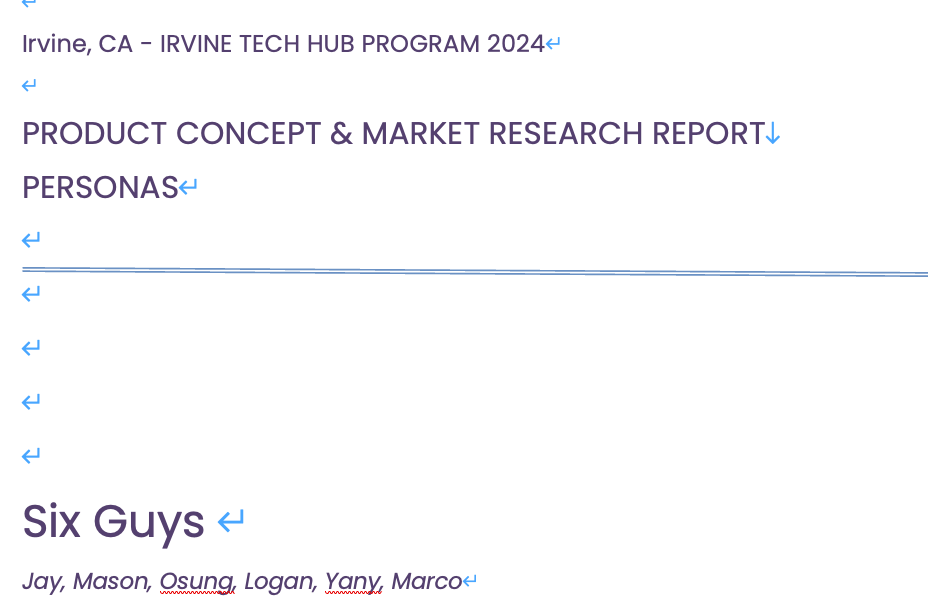 Irvine, CA - IRVINE TECH HUB PROGRAM 2024
PRODUCT CONCEPT & MARKET RESEARCH REPORT
PERSONAS
Six Guys
Jay, Mason, Osung, Logan, Yany, Marco